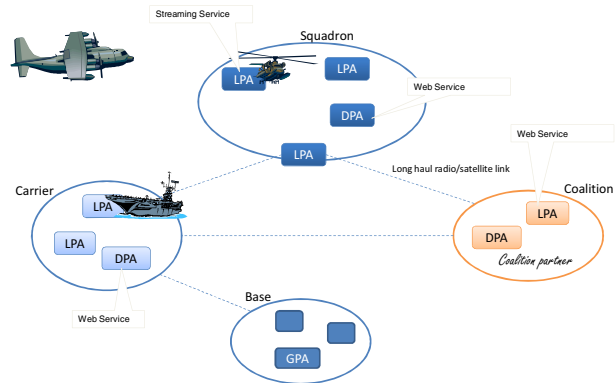 Streaming Service
Squadron
LPA
LPA
Web Service
DPA
LPA
Web Service
Long haul radio/satellite link
Carrier
Coalition
LPA
LPA
DPA
LPA
DPA
Coalition partner
Web Service
Base
GPA